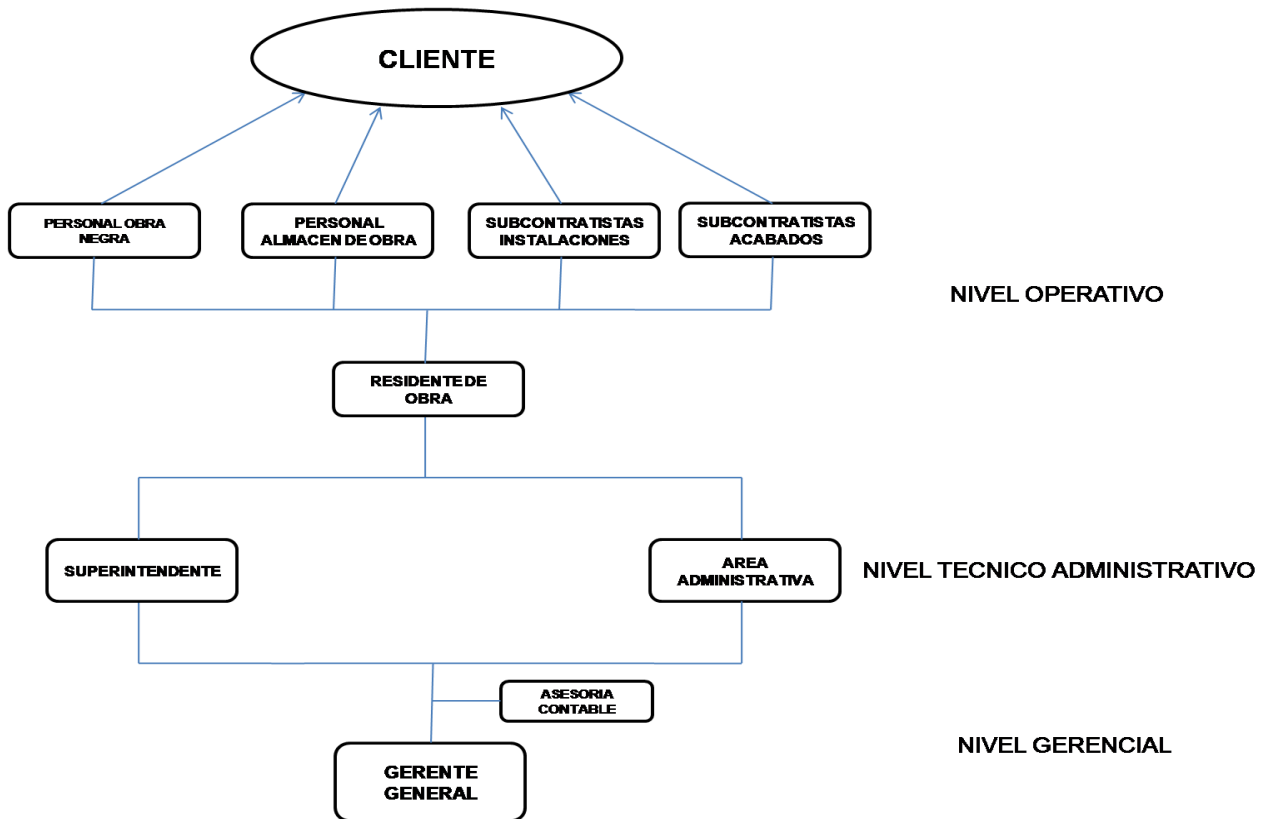 CLIENTE
PERSONAL OBRA
NEGRA
PERSONAL
ALMACEN DE OBRA
SUBCONTRATISTAS
INSTALACIONES
SUBCONTRATISTAS
ACABADOS
NIVEL OPERATIVO
RESIDENTE DE
OBRA
SUPERINTENDENTE
AREA
ADMINISTRATIVA
NIVEL TECNICO ADMINISTRATIVO
ASESORIA
CONTABLE
NIVEL GERENCIAL
GERENTE
GENERAL